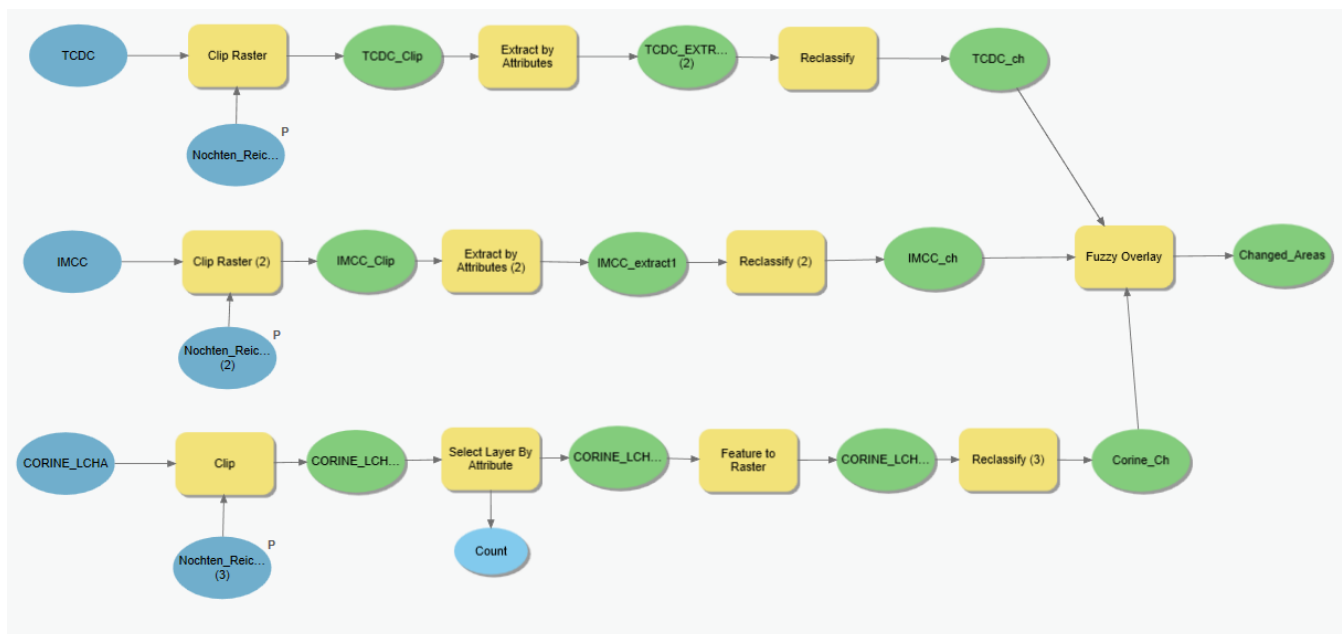 TCDC
Clip Raster
TCDC_Clip
Extract by
Attributes
TCDC_EXTR...
(2)
Reclassify
TCDC_ch
P
Nochten_Reic...
IMCC
Clip Raster (2)
IMCC_Clip
Extract by
Attributes (2)
IMCC_extract1
Reclassify (2)
IMCC_ch
Fuzzy Overlay
Changed_Areas
P
Nochten_Reic...
(2)
CORINE_LCHA
Clip
CORINE_LCH...
Select Layer By
Attribute
CORINE_LCH...
Feature to
Raster
CORINE_LCH...
Reclassify (3)
Corine_Ch
P
Nochten_Reic...
(3)
Count